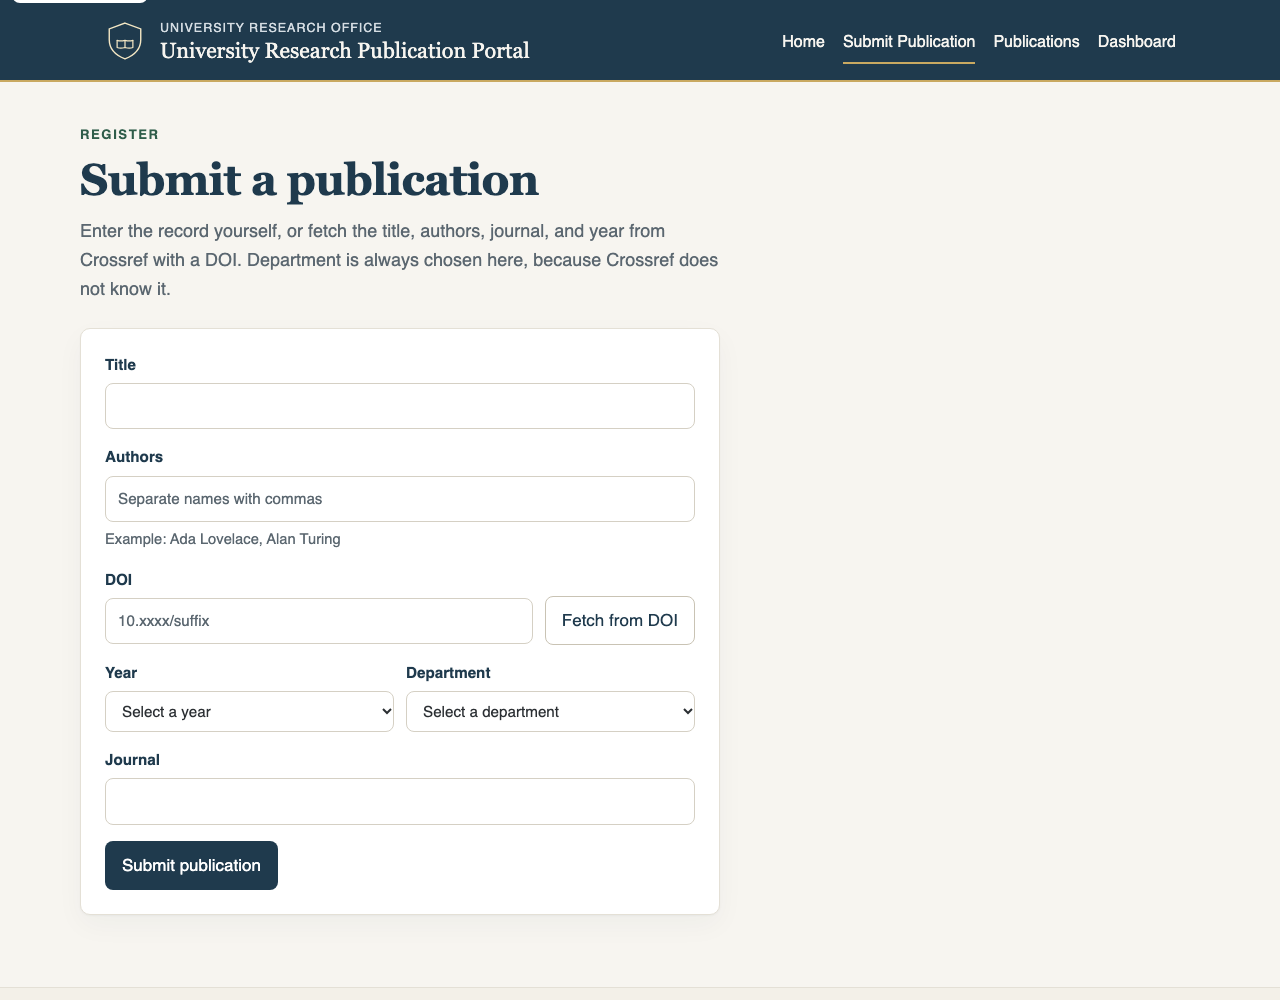 UNIVERSITY RESEARCH OFFICE
University Research Publication Portal
Home Submit Publication Publications Dashboard
REGISTER
Submit a publication
Enter the record yourself, or fetch the title, authors, journal, and year from
Crossref with a DOI. Department is always chosen here, because Crossref does
not know it.
Title
Authors
Separate names with commas
Example: Ada Lovelace, Alan Turing
DOI
10.xxxx/suffix Fetch from DOI
Year Department
Select a year Select a department
Journal
Submit publication